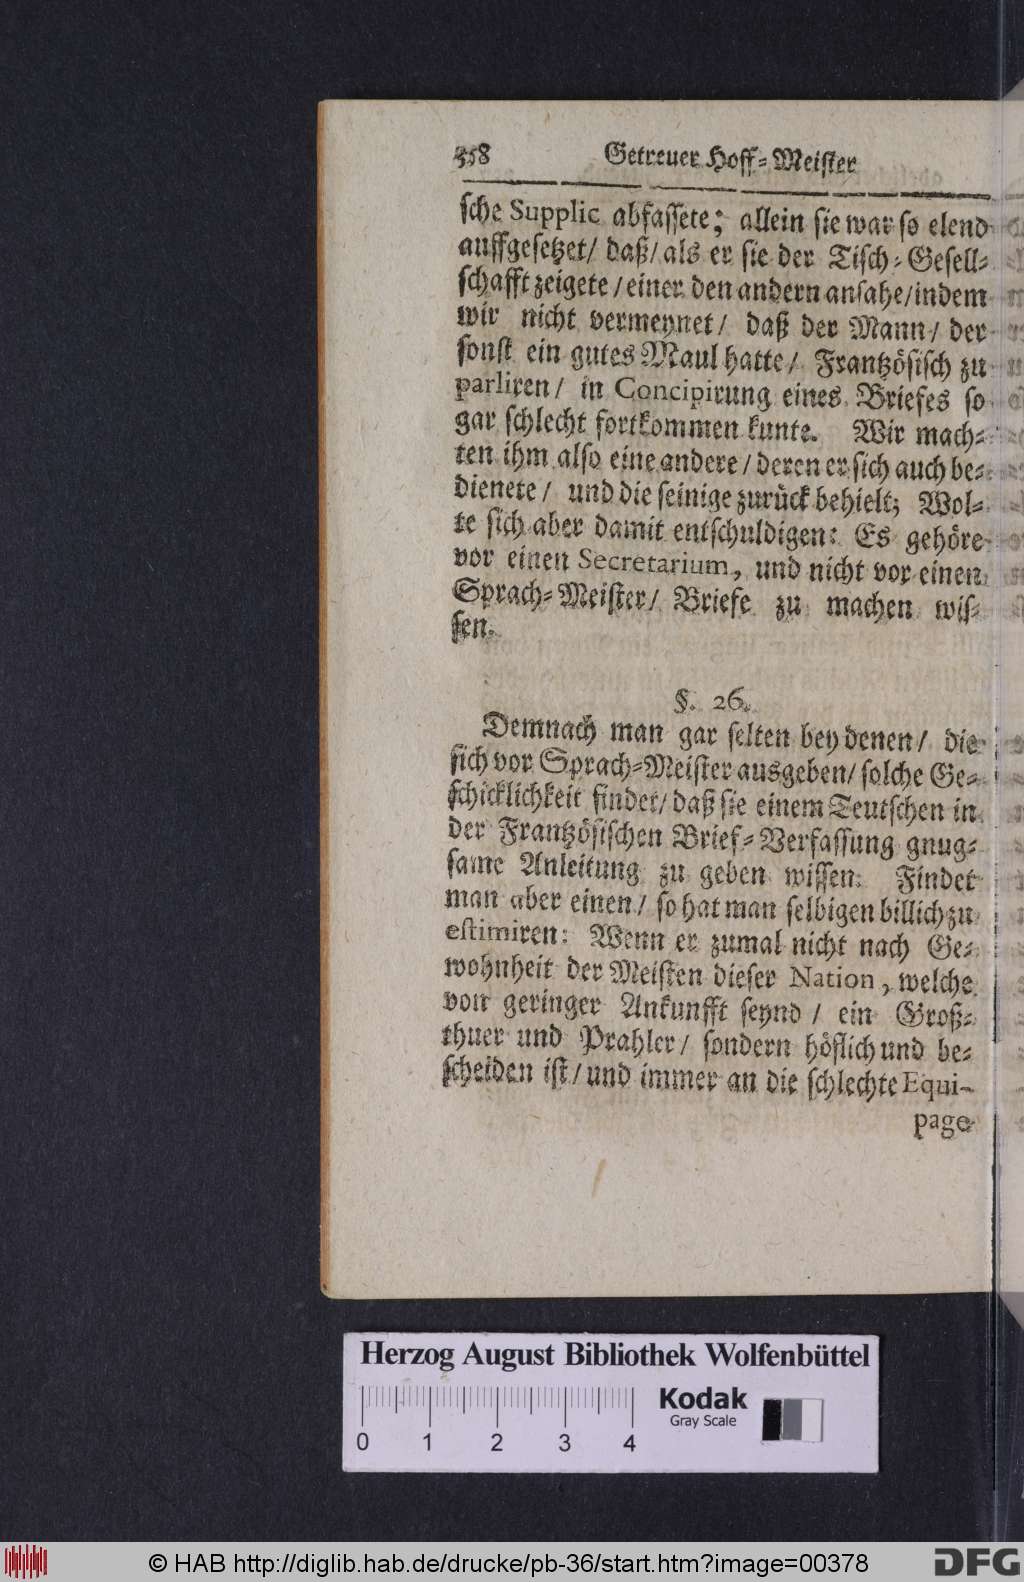 358 Getreuer Hoff-Meister
sche Supplic abfassete; allein sie war so elend
auffgesetzet/ daß/ als er sie der Tisch-Gesell-
schafft zeigete/ einer den andern ansahe/ indem
wir nicht vermeynet/ daß der Mann/ der
sonst ein gutes Maul hatte/ Frantzösisch zu
parliren/ in Concipirung eines Briefes so
gar schlecht fortkommen kunte. Wir mach-
ten ihm also eine andere/ deren er sich auch be-
dienete/ und die seinige zurück behielt; Wol-
te sich aber damit entschuldigen: Es gehöre
vor einen Secretarium, und nicht vor einen
Sprach-Meister/ Briefe zu machen wis-
sen.
§. 26.
Demnach man gar selten bey denen/ die
sich vor Sprach-Meister ausgeben/ solche Ge-
schicklichkeit findet/ daß sie einem Teutschen in
der Frantzösischen Brief-Verfassung gnug-
same Anleitung zu geben wissen. Findet
man aber einen/ so hat man selbigen billich zu
estimiren: Wenn er zumal nicht nach Ge-
wohnheit der Meisten dieser Nation, welche
von geringer Ankunfft seynd/ ein Groß-
thuer und Prahler/ sondern höflich und be-
scheiden ist/ und immer an die schlechte Equi-
page
Herzog August Bibliothek Wolfenbüttel
Kodak
Gray Scale
0 1 2 3 4
© HAB http://diglib.hab.de/drucke/pb-36/start.htm?image=00378
DFG